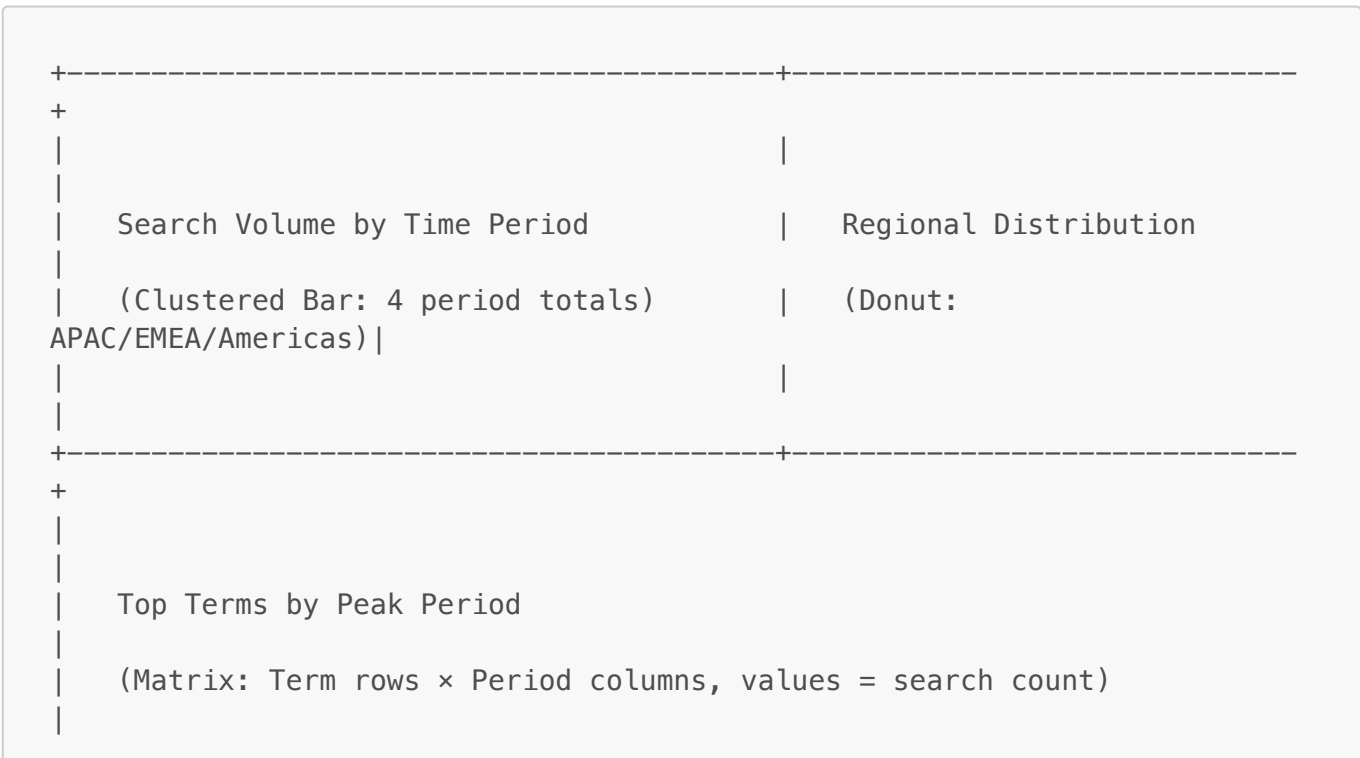 +------------------------------------------+------------------------------
+
|                                          |
|
|   Search Volume by Time Period           |   Regional Distribution
|
|   (Clustered Bar: 4 period totals)       |   (Donut:
APAC/EMEA/Americas)|
|                                          |
|
+------------------------------------------+------------------------------
+
|
|
|   Top Terms by Peak Period
|
|   (Matrix: Term rows × Period columns, values = search count)
|